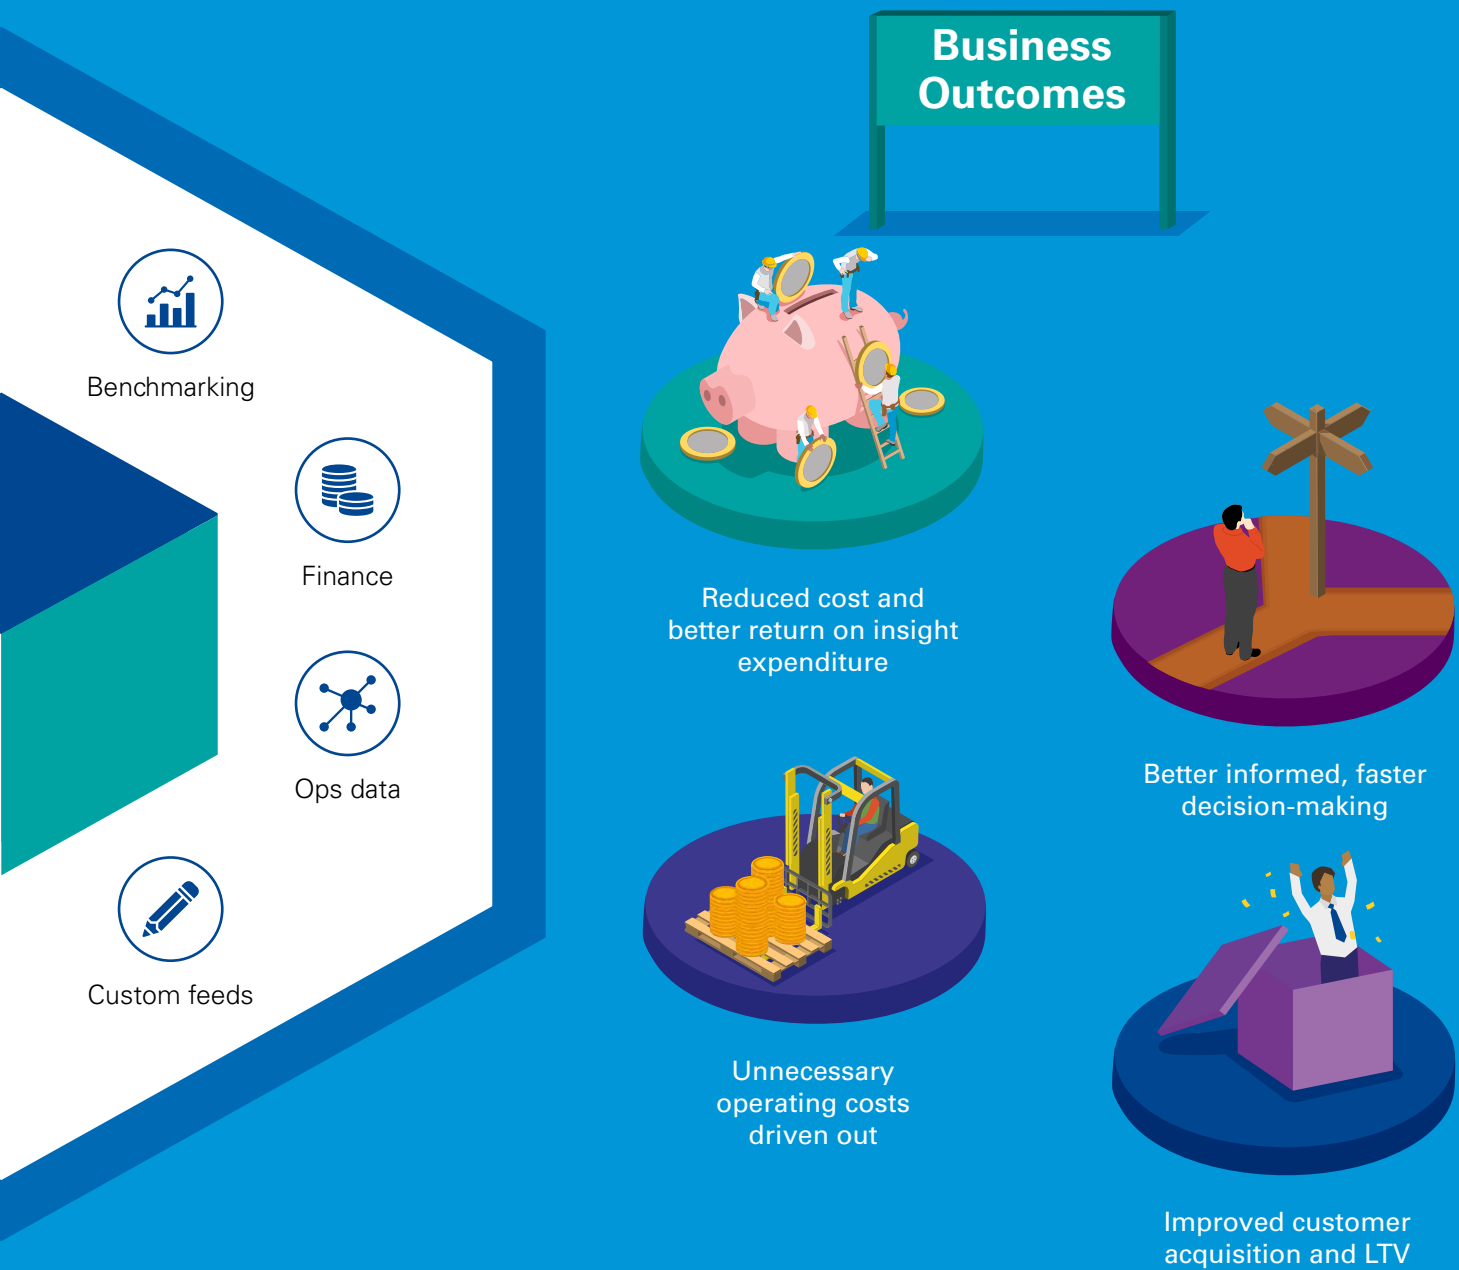 Business
Outcomes
Benchmarking
Finance
Ops data
Custom feeds
Reduced cost and
better return on insight
expenditure
Better informed, faster
decision-making
Unnecessary
operating costs
driven out
Improved customer
acquisition and LTV